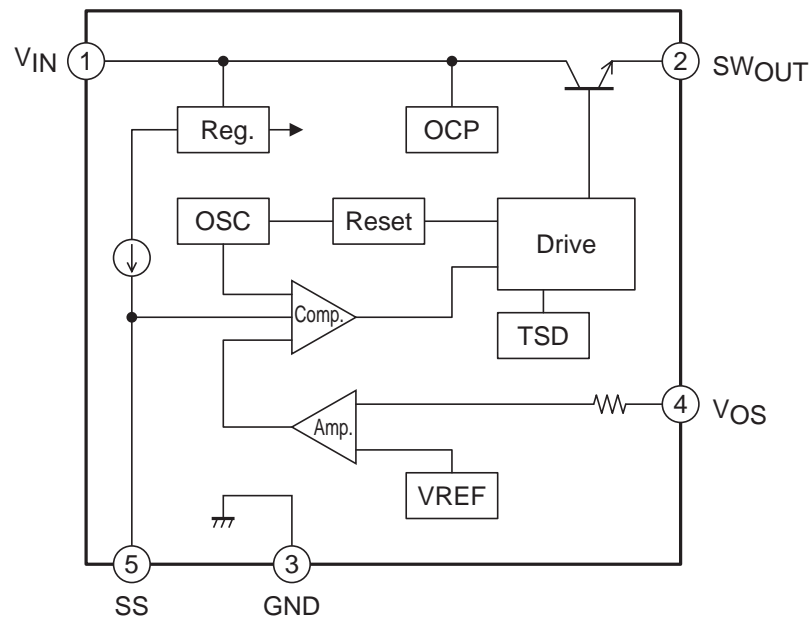 VIN
1
2
SWOUT
Reg.
OCP
OSC
Reset
Drive
Comp.
TSD
4
VOS
Amp.
VREF
5
3
SS
GND